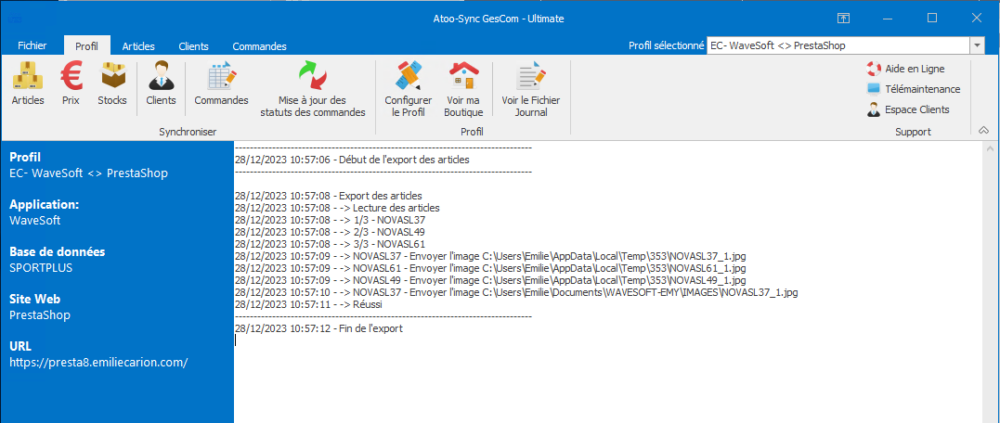 Atoo-Sync GesCom - Ultimate
Fichier Profil Articles Clients Commandes Profil sélectionné EC- WaveSoft <> PrestaShop
Articles Prix Stocks Clients Commandes Mise à jour des statuts des commandes Configurer le Profil Voir ma Boutique Voir le Fichier Journal
Aide en Ligne
Télémaintenance
Espace Clients
Synchroniser Profil Support
Profil
EC- WaveSoft <> PrestaShop
Application:
WaveSoft
Base de données
SPORTPLUS
Site Web
PrestaShop
URL
https://presta8.emiliecarion.com/
28/12/2023 10:57:06 - Début de l'export des articles
28/12/2023 10:57:08 - Export des articles
28/12/2023 10:57:08 - --> Lecture des articles
28/12/2023 10:57:08 - --> 1/3 - NOVASL37
28/12/2023 10:57:08 - --> 2/3 - NOVASL49
28/12/2023 10:57:08 - --> 3/3 - NOVASL61
28/12/2023 10:57:09 - --> NOVASL37 - Envoyer l'image C:\Users\Emilie\AppData\Local\Temp\353\NOVASL37_1.jpg
28/12/2023 10:57:09 - --> NOVASL61 - Envoyer l'image C:\Users\Emilie\AppData\Local\Temp\353\NOVASL61_1.jpg
28/12/2023 10:57:09 - --> NOVASL49 - Envoyer l'image C:\Users\Emilie\AppData\Local\Temp\353\NOVASL49_1.jpg
28/12/2023 10:57:10 - --> NOVASL37 - Envoyer l'image C:\Users\Emilie\Documents\WAVESOFT-EMY\IMAGES\NOVASL37_1.jpg
28/12/2023 10:57:11 - --> Réussi
28/12/2023 10:57:12 - Fin de l'export